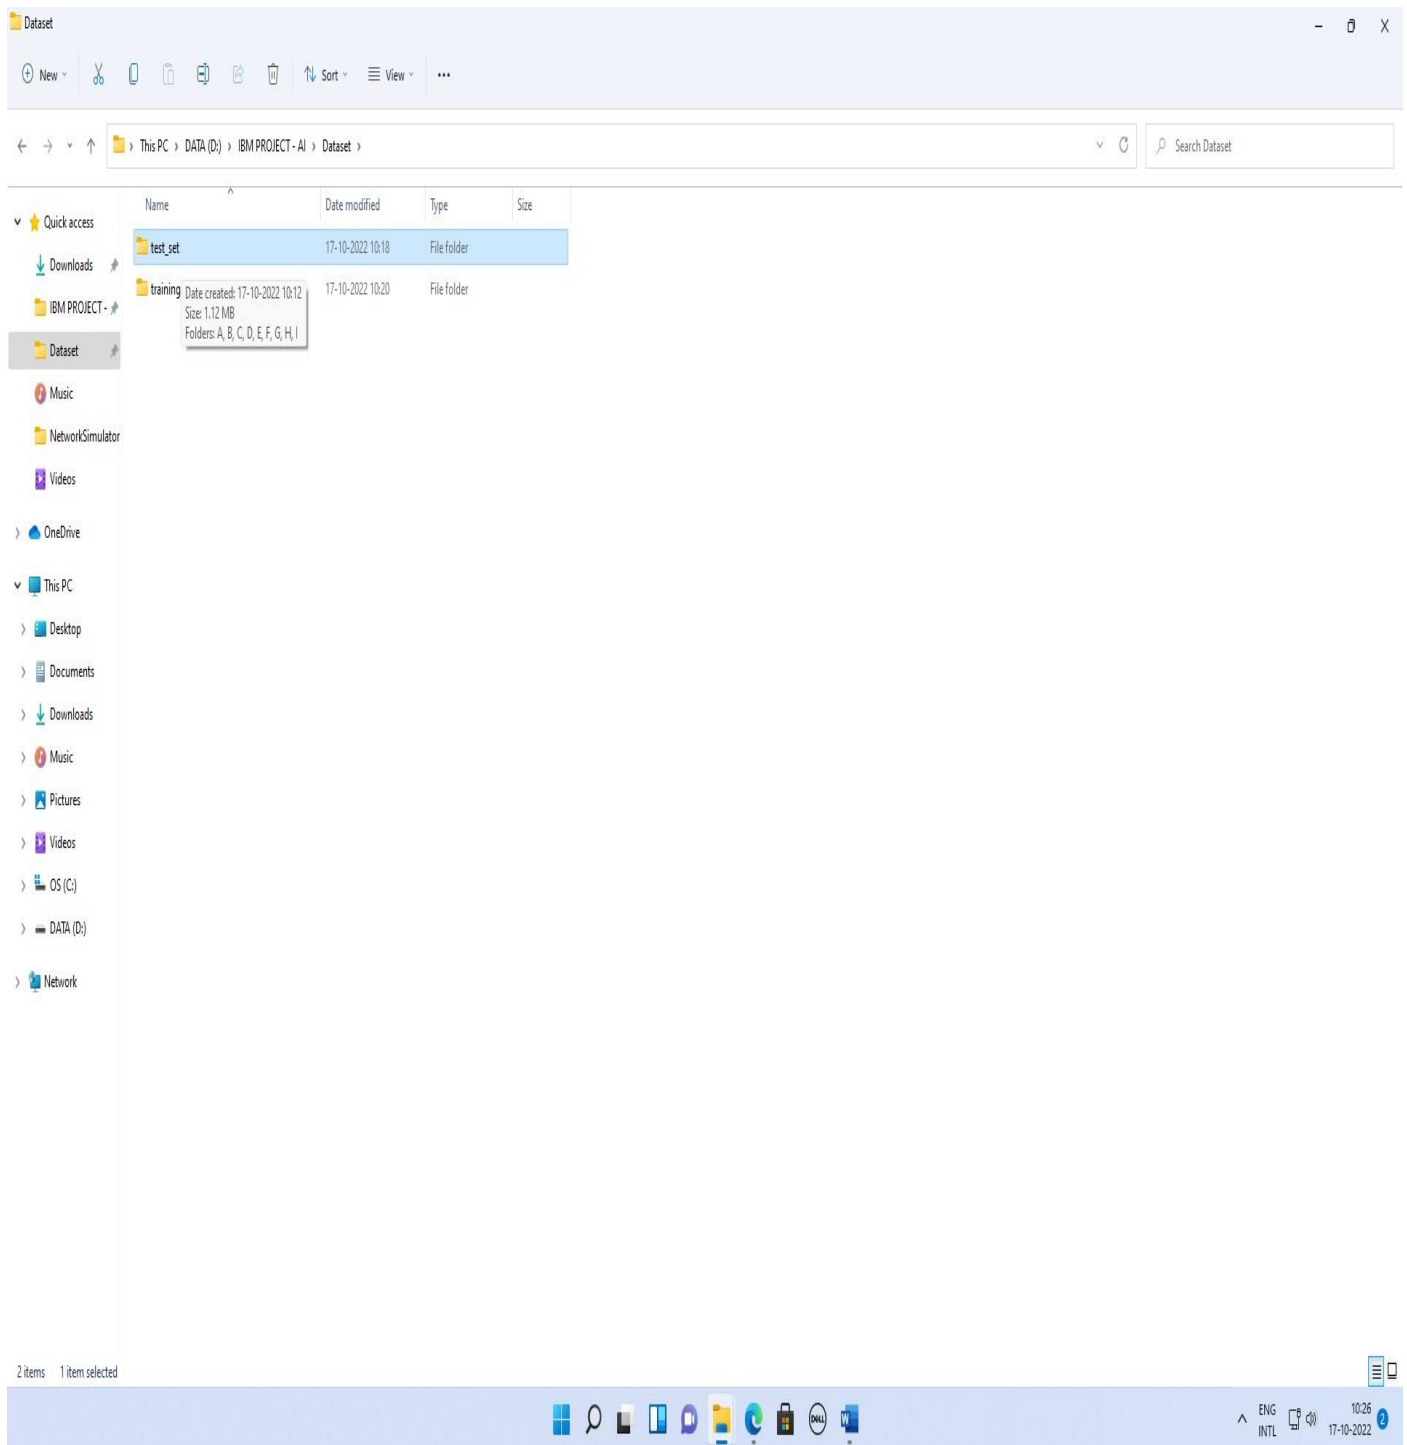 Dataset
New
Sort
View
This PC > DATA (D:) > IBM PROJECT - AI > Dataset >
Search Dataset
Name Date modified Type Size
Quick access
Downloads
IBM PROJECT -
Dataset
Music
NetworkSimulator
Videos
OneDrive
This PC
Desktop
Documents
Downloads
Music
Pictures
Videos
OS (C:)
DATA (D:)
Network
test_set 17-10-2022 10:18 File folder
training 17-10-2022 10:20 File folder
Date created: 17-10-2022 10:12
Size: 1.12 MB
Folders: A, B, C, D, E, F, G, H, I
2 items 1 item selected
DELL
W
ENG
INTL
10:26
17-10-2022
2